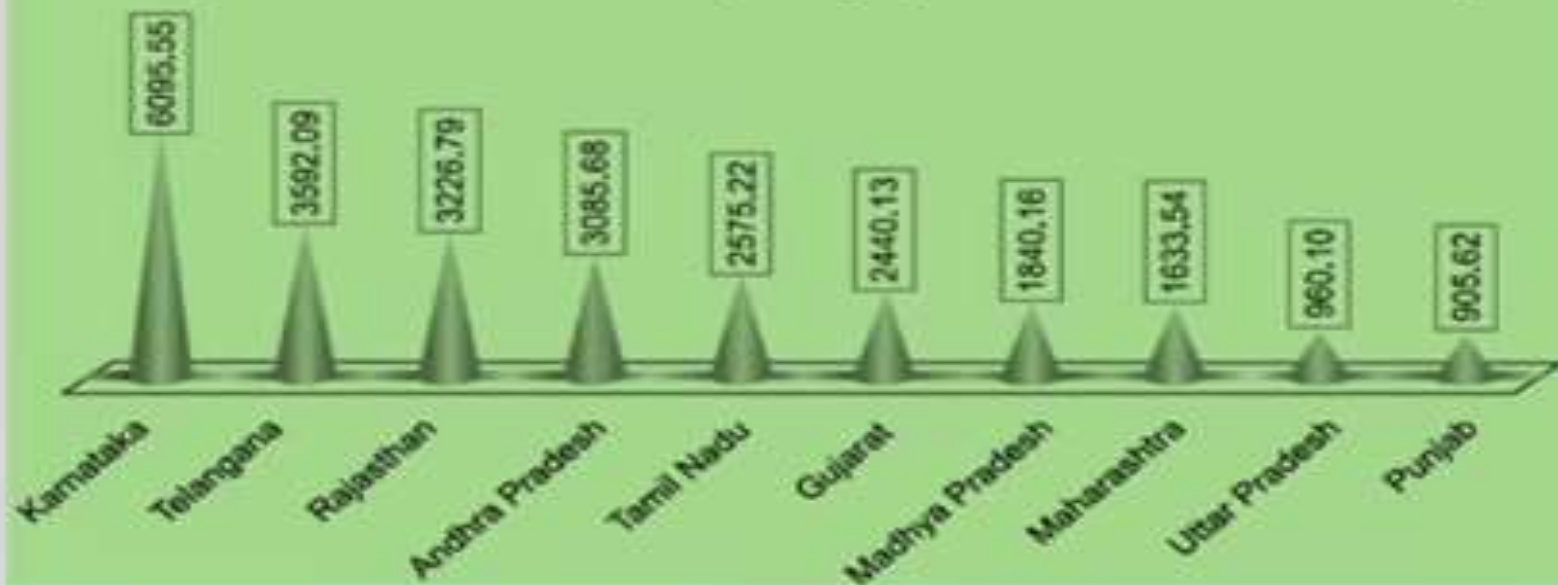 6095.55
3592.09
3226.79
3085.68
2575.22
2440.13
1840.16
1633.54
960.10
905.62
Karnataka
Telangana
Rajasthan
Andhra Pradesh
Tamil Nadu
Gujarat
Madhya Pradesh
Maharashtra
Uttar Pradesh
Punjab